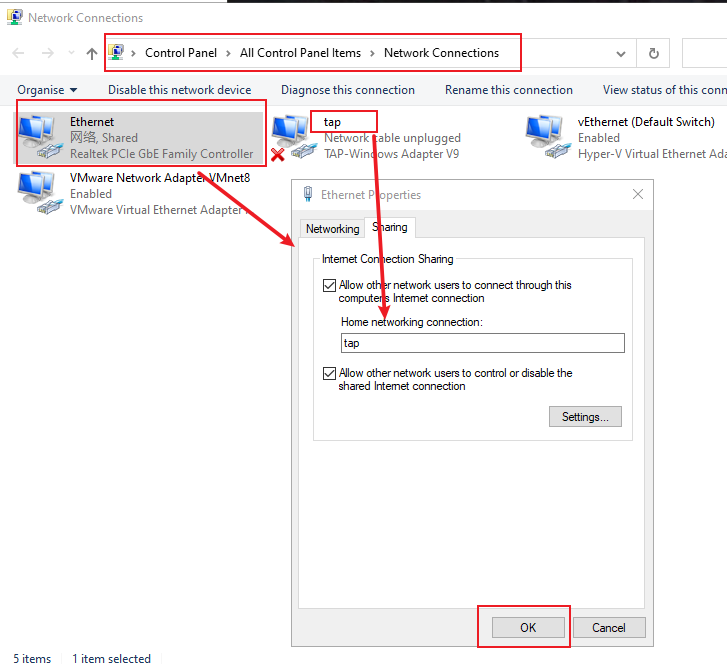 Network Connections
Control Panel > All Control Panel Items > Network Connections
Organise Disable this network device Diagnose this connection Rename this connection View status of this conn
Ethernet
网络, Shared
Realtek PCIe GbE Family Controller
tap
Network cable unplugged
TAP-Windows Adapter V9
vEthernet (Default Switch)
Enabled
Hyper-V Virtual Ethernet Ada
VMware Network Adapter VMnet8
Enabled
VMware Virtual Ethernet Adapter
Ethernet Properties
Networking Sharing
Internet Connection Sharing
Allow other network users to connect through this
computer's Internet connection
Home networking connection:
tap
Allow other network users to control or disable the
shared Internet connection
Settings...
OK Cancel
5 items 1 item selected